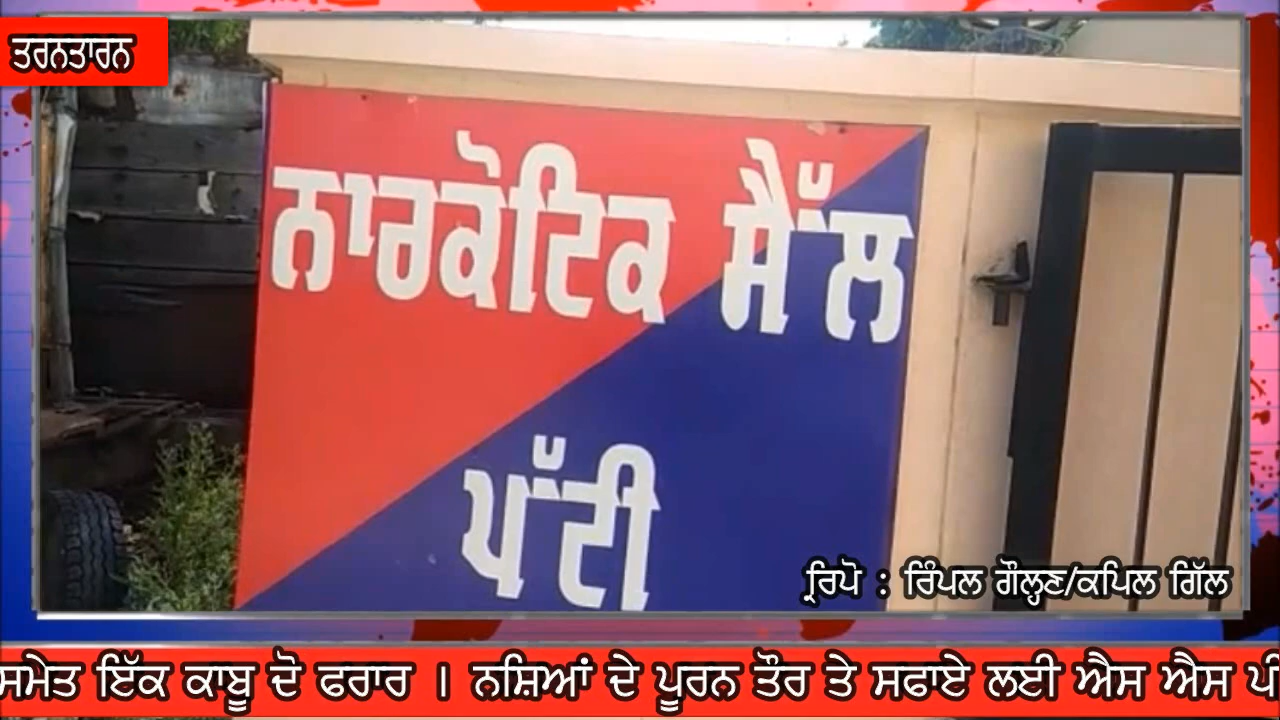 ਤਰਨਤਾਰਨ
ਨਾਰਕੋਟਿਕ ਸੈੱਲ
ਪੱਟੀ
ਰ੍ਰਿਪੋ : ਰਿੰਪਲ ਗੌਲ੍ਹਣ/ਕਪਿਲ ਗਿੱਲ
ਸਮੇਤ ਇੱਕ ਕਾਬੂ ਦੋ ਫਰਾਰ । ਨਸ਼ਿਆਂ ਦੇ ਪੂਰਨ ਤੌਰ ਤੇ ਸਫਾਏ ਲਈ ਐਸ ਐਸ ਪੀ